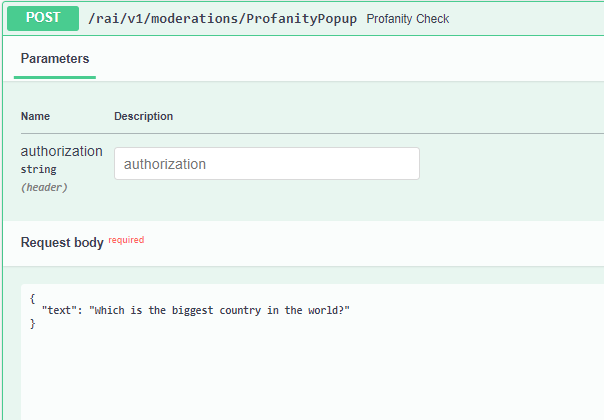 POST /rai/v1/moderations/ProfanityPopup Profanity Check
Parameters
Name Description
authorization authorization
string
(header)
Request body required
{
"text": "Which is the biggest country in the world?"
}